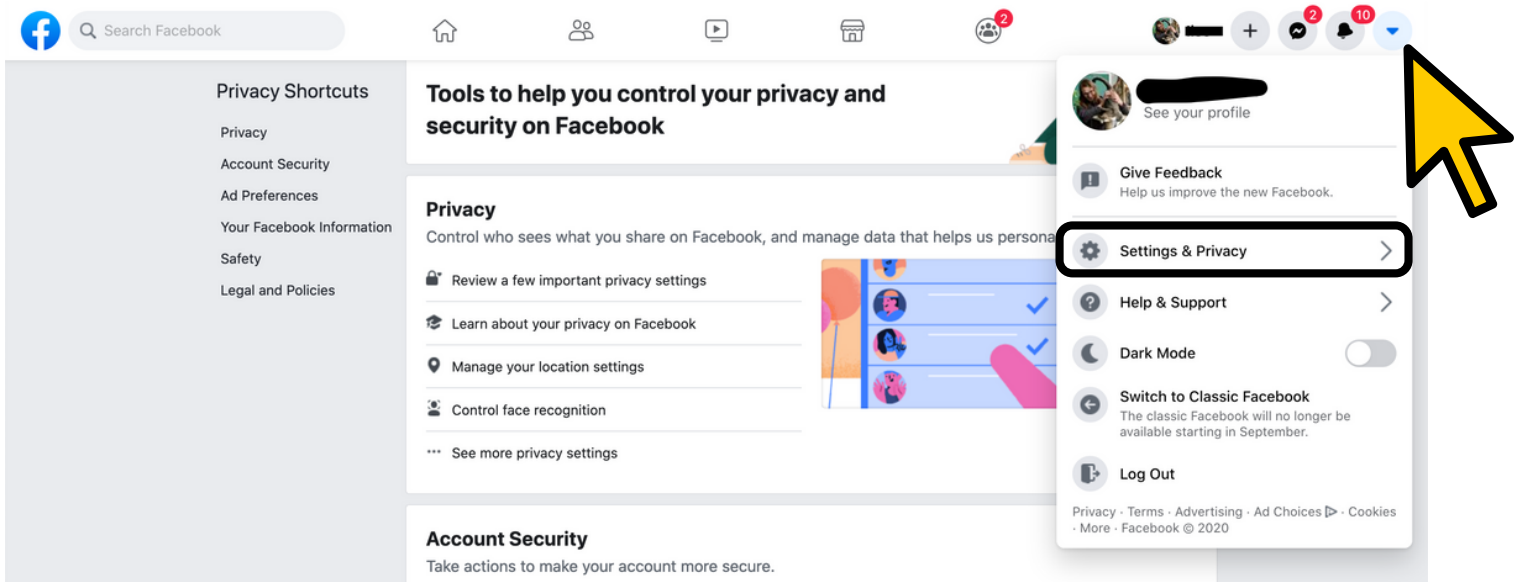 Search Facebook
2
2
10
Privacy Shortcuts
Privacy
Account Security
Ad Preferences
Your Facebook Information
Safety
Legal and Policies
Tools to help you control your privacy and
security on Facebook
Privacy
Control who sees what you share on Facebook, and manage data that helps us persona
Review a few important privacy settings
Learn about your privacy on Facebook
Manage your location settings
Control face recognition
See more privacy settings
Account Security
Take actions to make your account more secure.
See your profile
Give Feedback
Help us improve the new Facebook.
Settings & Privacy
Help & Support
Dark Mode
Switch to Classic Facebook
The classic Facebook will no longer be
available starting in September.
Log Out
Privacy · Terms · Advertising · Ad Choices · Cookies
· More · Facebook © 2020